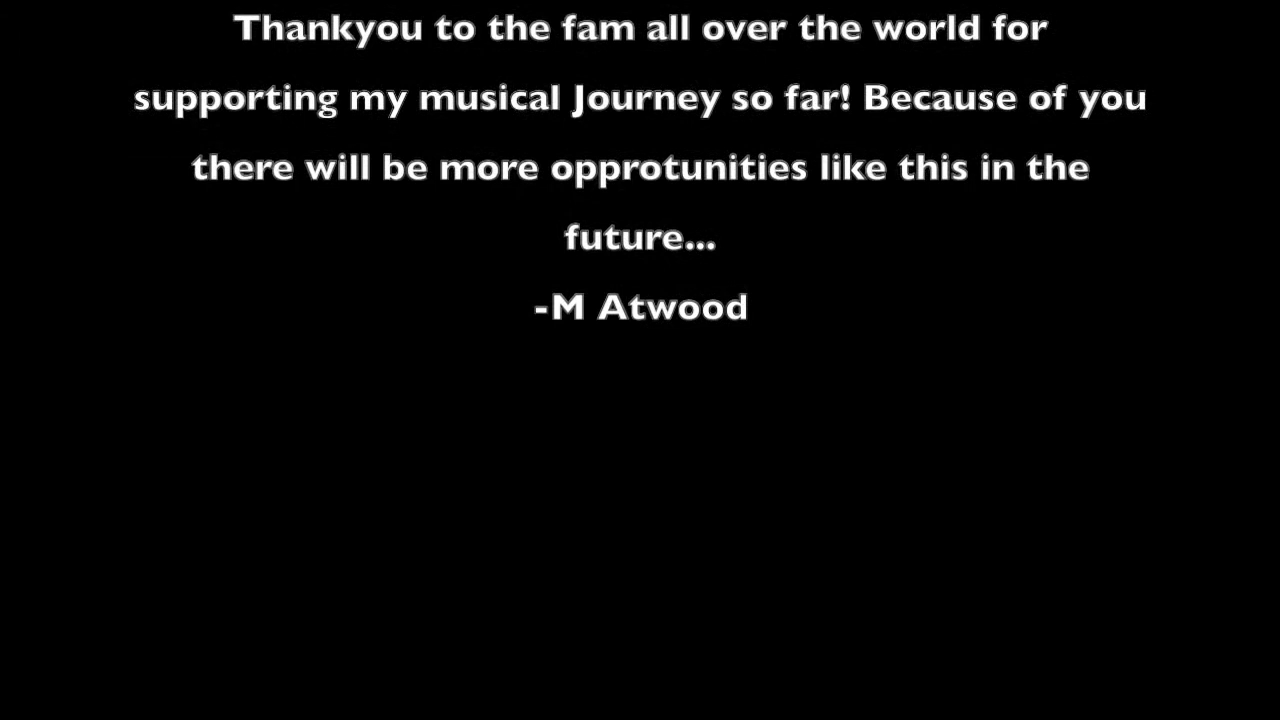 Thankyou to the fam all over the world for
supporting my musical Journey so far! Because of you
there will be more opprotunities like this in the
future...
-M Atwood